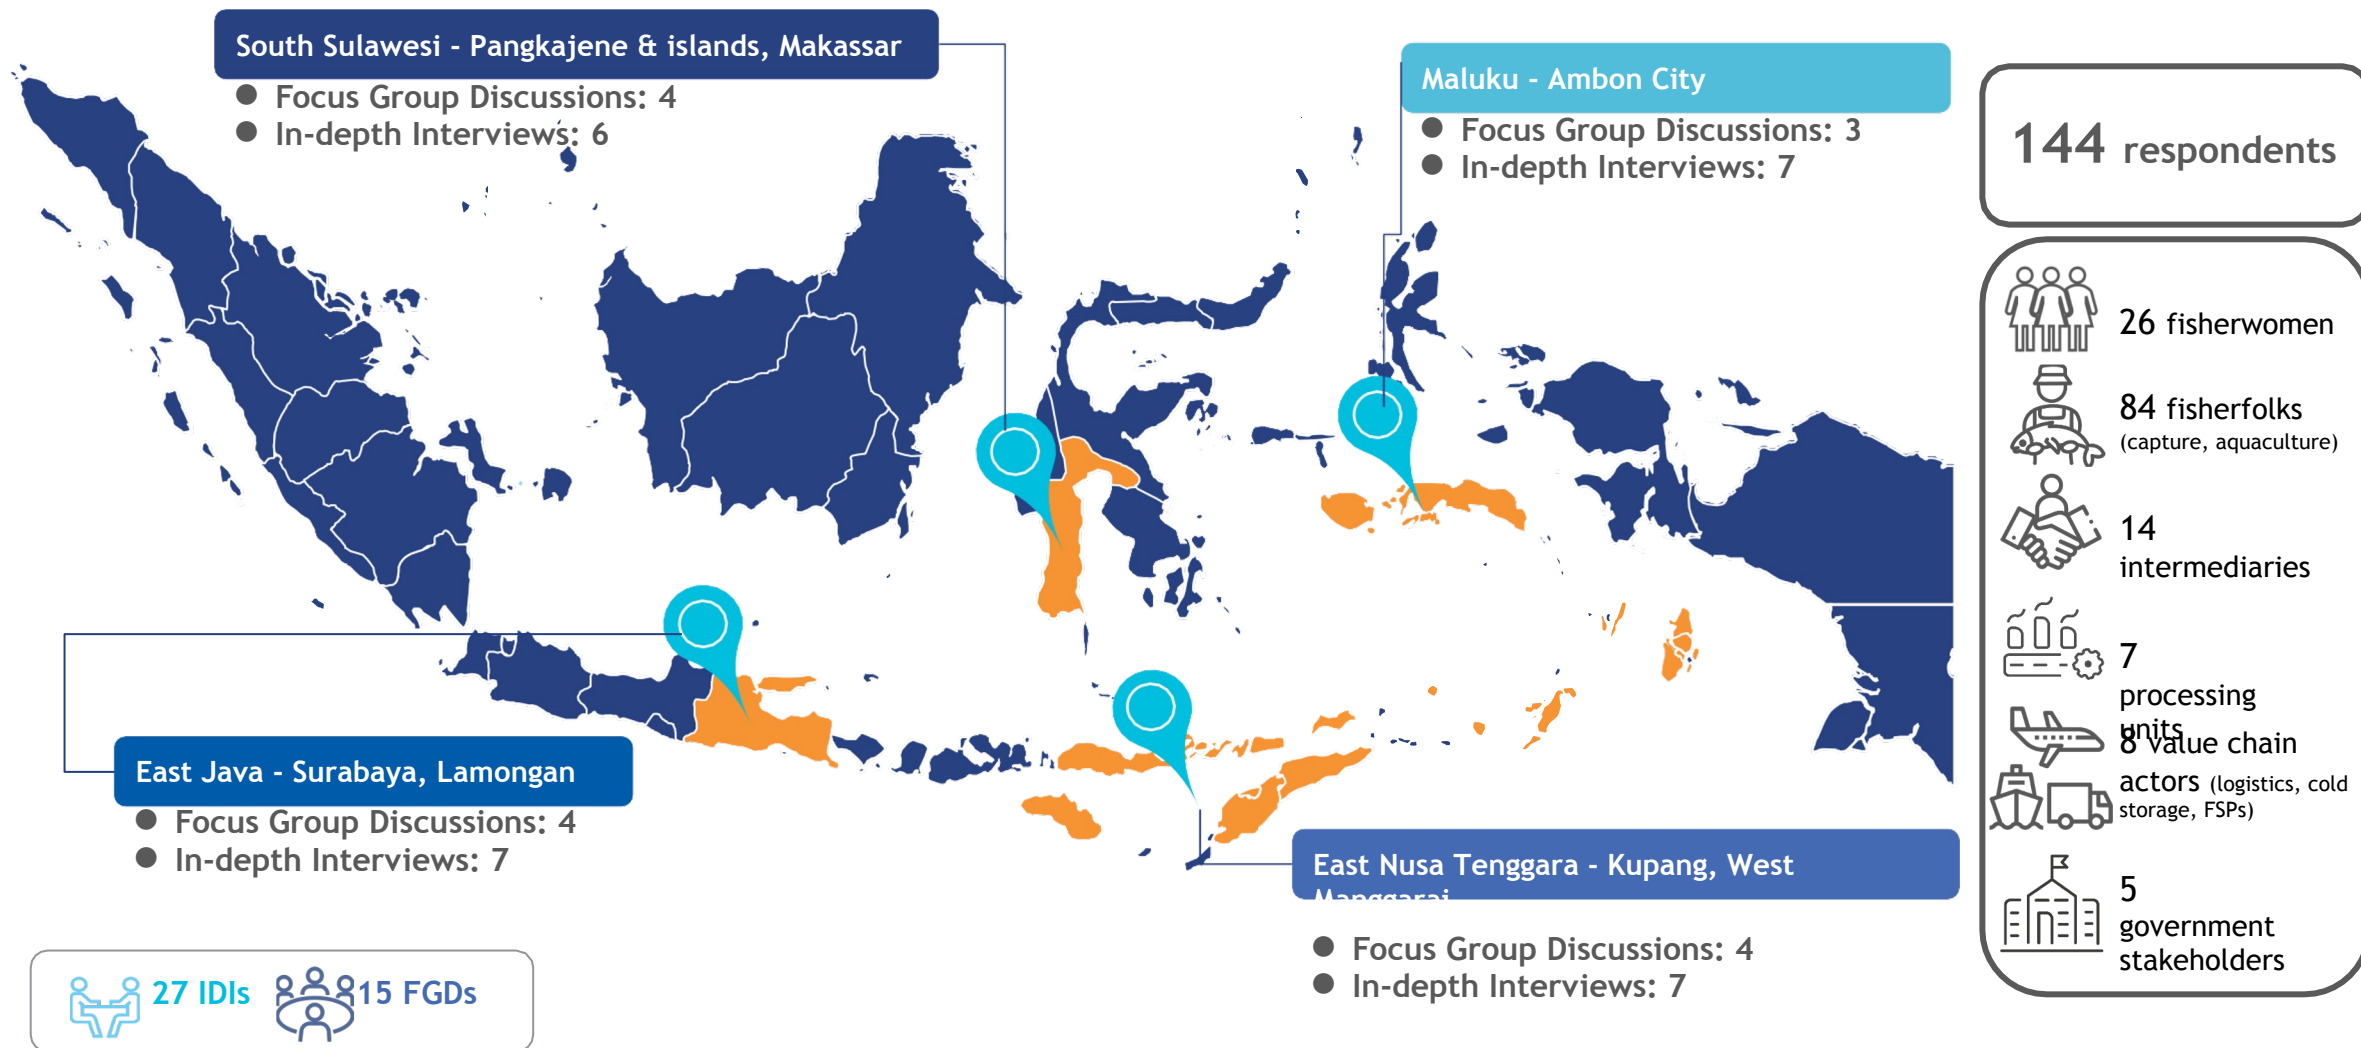 South Sulawesi - Pangkajene & islands, Makassar
● Focus Group Discussions: 4
● In-depth Interviews: 6
Maluku - Ambon City
● Focus Group Discussions: 3
● In-depth Interviews: 7
East Java - Surabaya, Lamongan
● Focus Group Discussions: 4
● In-depth Interviews: 7
East Nusa Tenggara - Kupang, West
Manggarai
● Focus Group Discussions: 4
● In-depth Interviews: 7
27 IDIs
15 FGDs
144 respondents
26 fisherwomen
84 fisherfolks
(capture, aquaculture)
14
intermediaries
7
processing
units
8 value chain
actors (logistics, cold
storage, FSPs)
5
government
stakeholders